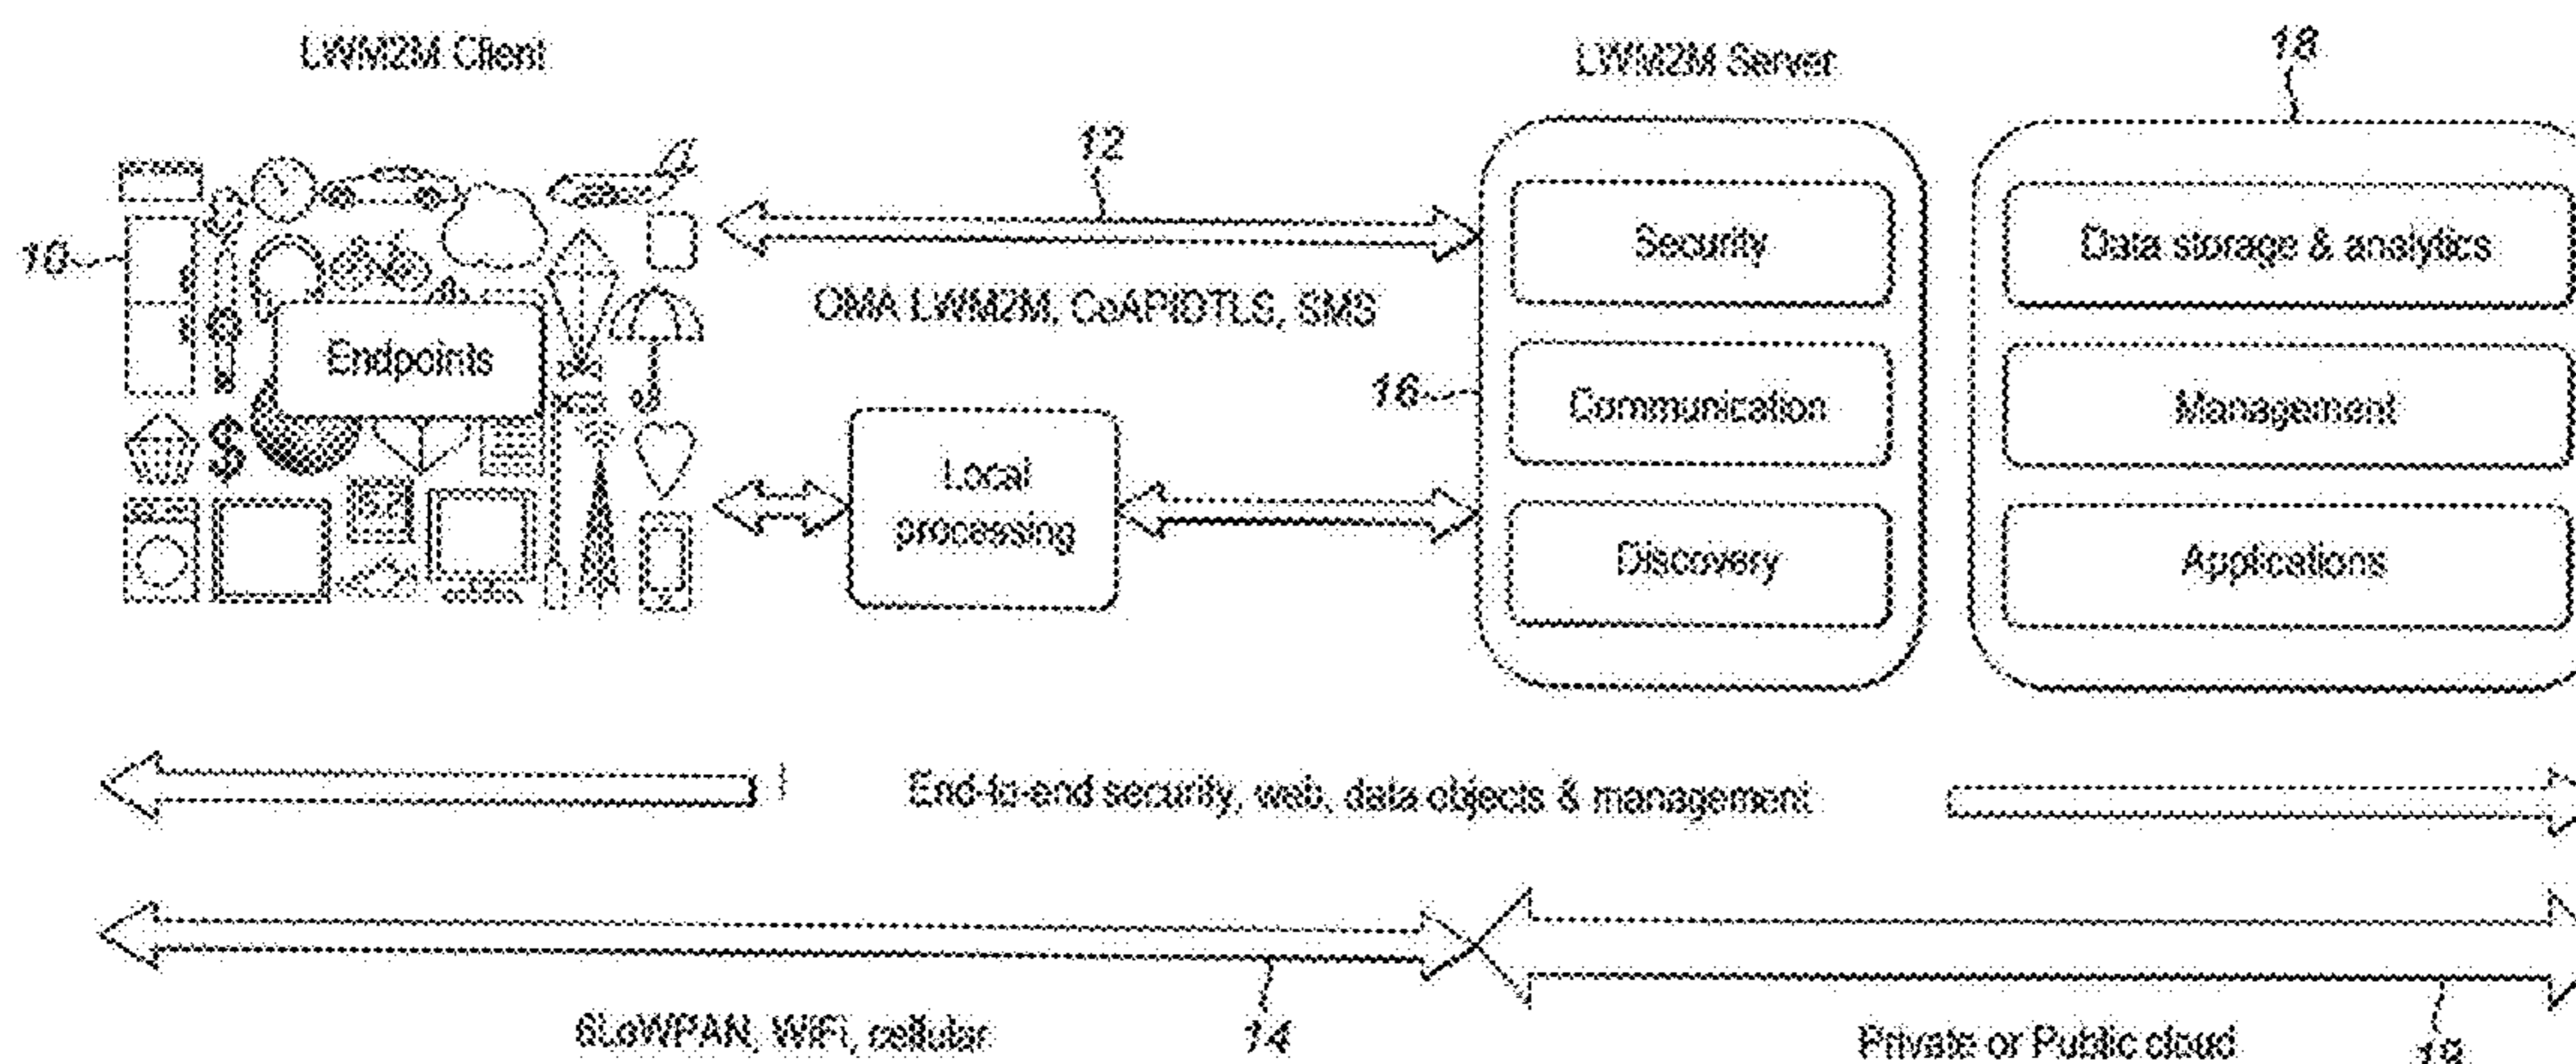 LWM2M Client
LWM2M Server
18
12
10
Security
Data storage & analytics
OMA LWM2M, CoAP/DTLS, SMS
Endpoints
16
Communication
Management
$
Local
processing
Discovery
Applications
End-to-end security, web, data objects & management
6LoWPAN, WiFi, cellular
14
Private or Public cloud